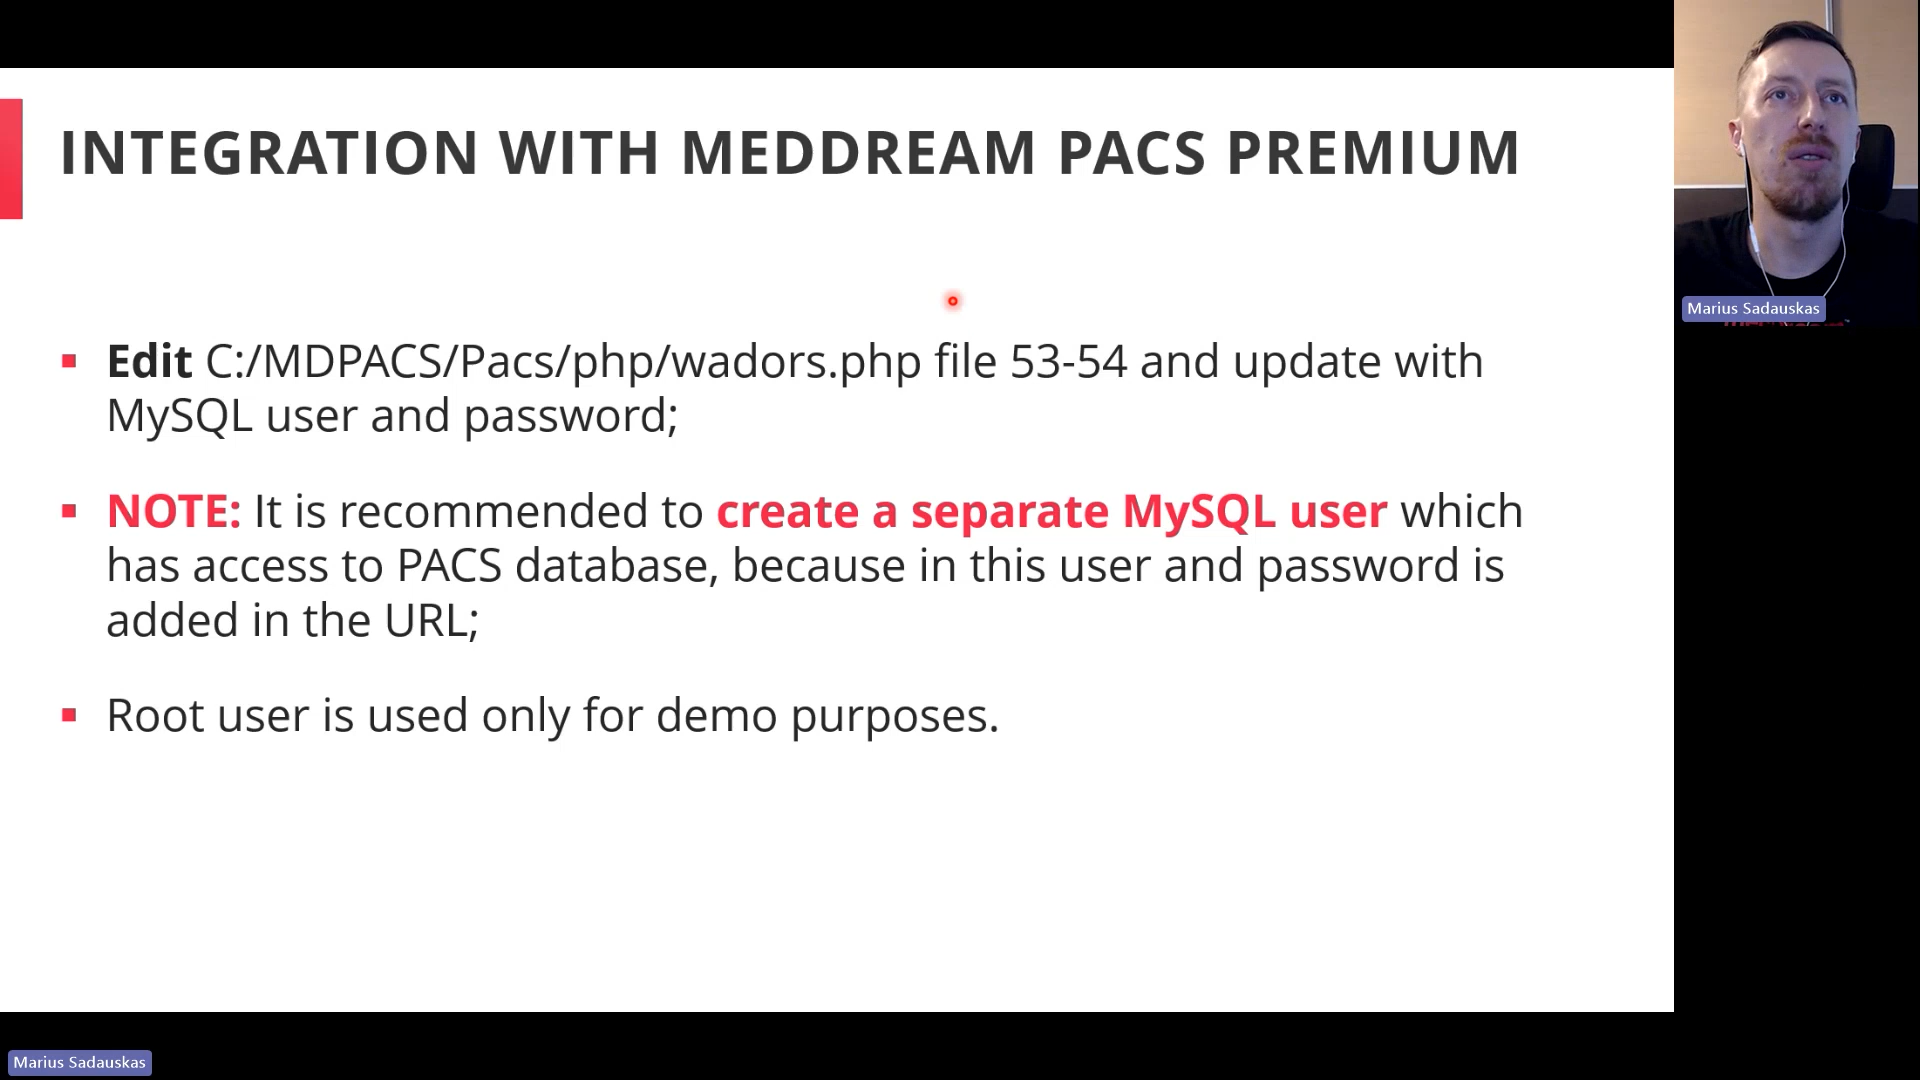 INTEGRATION WITH MEDDREAM PACS PREMIUM
Edit C:/MDPACS/Pacs/php/wadors.php file 53-54 and update with
MySQL user and password;
NOTE: It is recommended to create a separate MySQL user which
has access to PACS database, because in this user and password is
added in the URL;
Root user is used only for demo purposes.
Marius Sadauskas
Marius Sadauskas